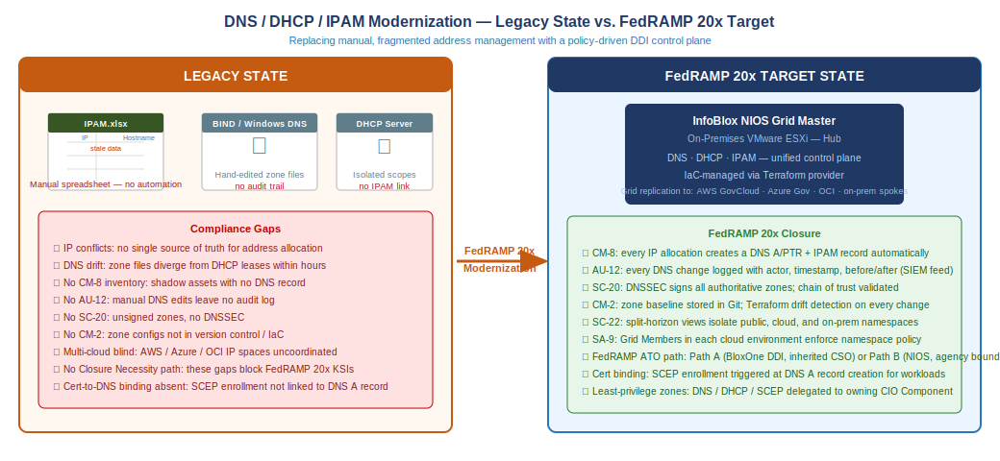 DNS / DHCP / IPAM Modernization — Legacy State vs. FedRAMP 20x Target
Replacing manual, fragmented address management with a policy-driven DDI control plane
LEGACY STATE
IPAM.xlsx
IP Hostname
stale data
Manual spreadsheet — no automation
BIND / Windows DNS
Hand-edited zone files
no audit trail
DHCP Server
Isolated scopes
no IPAM link
Compliance Gaps
IP conflicts: no single source of truth for address allocation
DNS drift: zone files diverge from DHCP leases within hours
No CM-8 inventory: shadow assets with no DNS record
No AU-12: manual DNS edits leave no audit log
No SC-20: unsigned zones, no DNSSEC
No CM-2: zone configs not in version control / IaC
Multi-cloud blind: AWS / Azure / OCI IP spaces uncoordinated
No Closure Necessity path: these gaps block FedRAMP 20x KSIs
Cert-to-DNS binding absent: SCEP enrollment not linked to DNS A record
FedRAMP 20x
Modernization
FedRAMP 20x TARGET STATE
InfoBlox NIOS Grid Master
On-Premises VMware ESXi — Hub
DNS · DHCP · IPAM — unified control plane
IaC-managed via Terraform provider
Grid replication to: AWS GovCloud · Azure Gov · OCI · on-prem spokes
FedRAMP 20x Closure
CM-8: every IP allocation creates a DNS A/PTR + IPAM record automatically
AU-12: every DNS change logged with actor, timestamp, before/after (SIEM feed)
SC-20: DNSSEC signs all authoritative zones; chain of trust validated
CM-2: zone baseline stored in Git; Terraform drift detection on every change
SC-22: split-horizon views isolate public, cloud, and on-prem namespaces
SA-9: Grid Members in each cloud environment enforce namespace policy
FedRAMP ATO path: Path A (BloxOne DDI, inherited CSO) or Path B (NIOS, agency bound
Cert binding: SCEP enrollment triggered at DNS A record creation for workloads
Least-privilege zones: DNS / DHCP / SCEP delegated to owning CIO Component